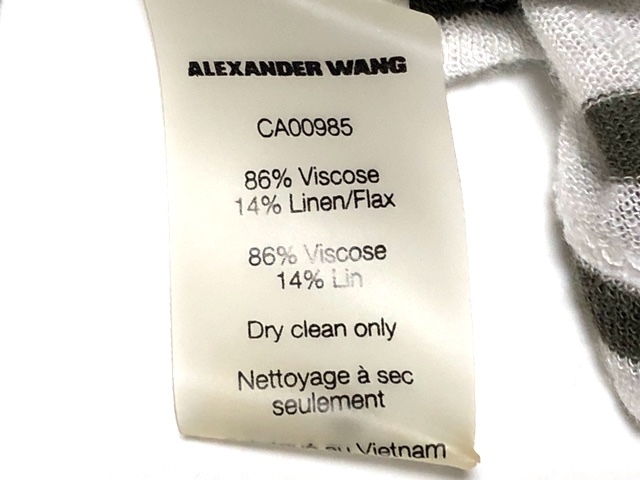 ALEXANDER WANG
CA00985
86% Viscose
14% Linen/Flax
86% Viscose
14% Lin
Dry clean only
Nettoyage à sec
seulement
au Vietnam